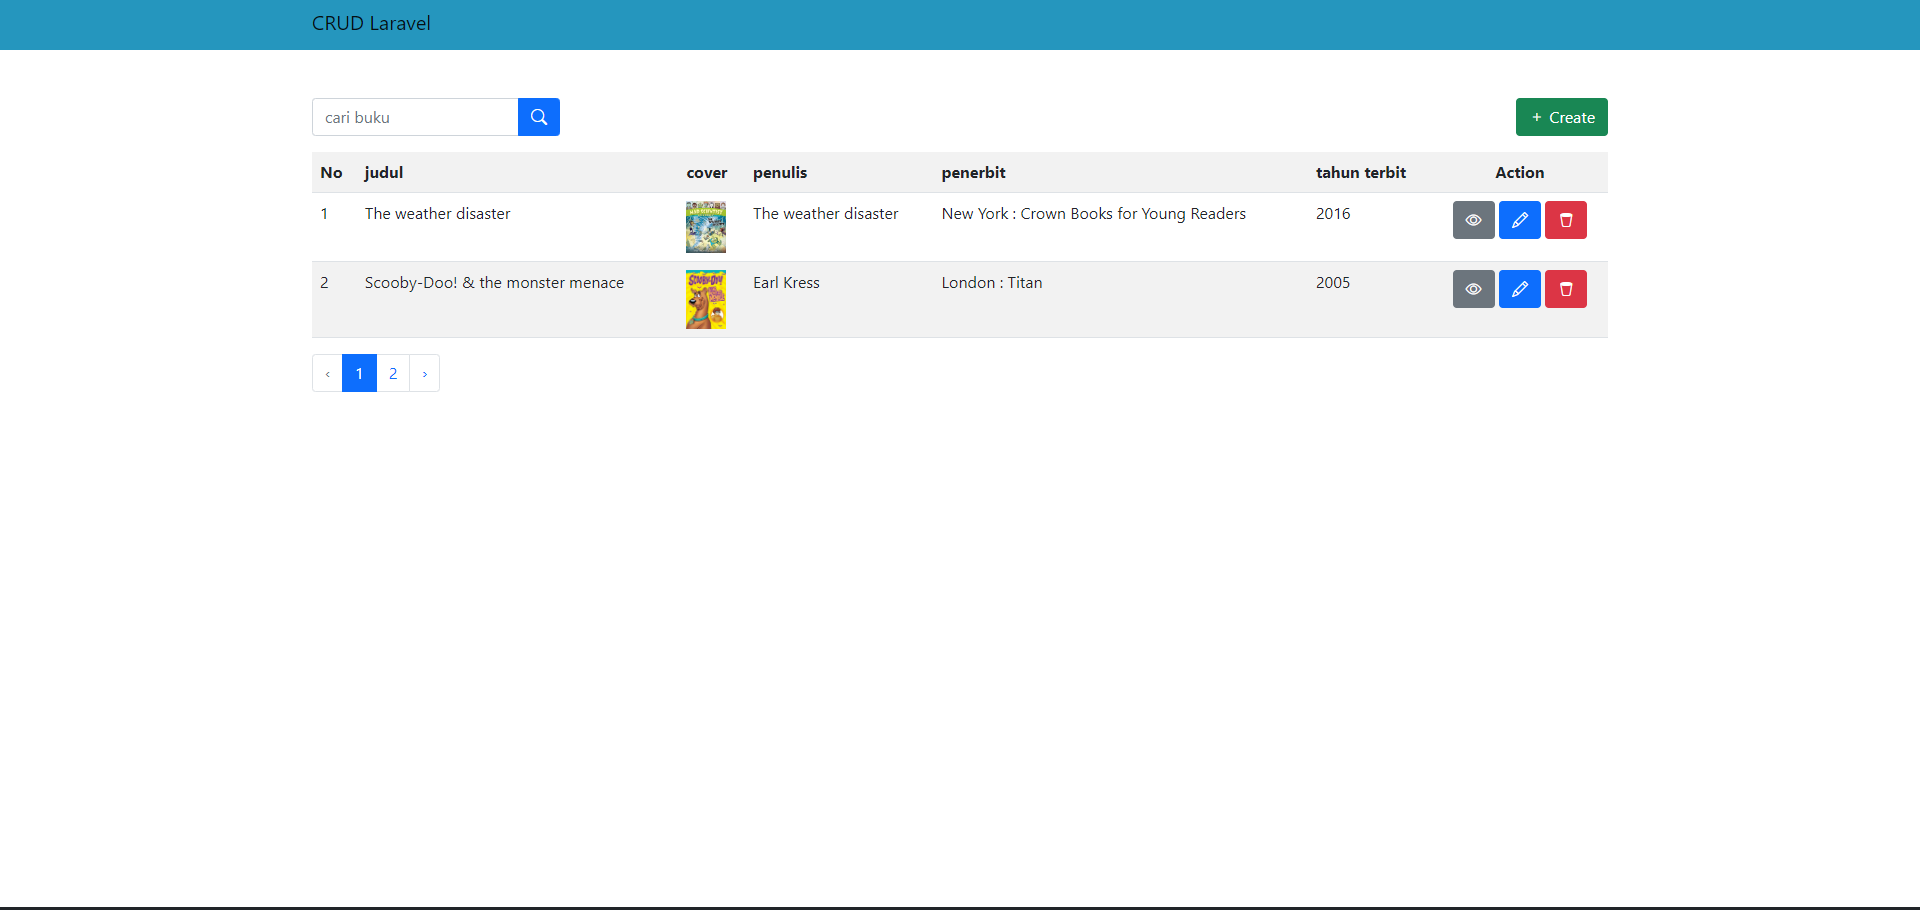 CRUD Laravel
cari buku
+ Create
No judul cover penulis penerbit tahun terbit Action
1 The weather disaster The weather disaster New York : Crown Books for Young Readers 2016
2 Scooby-Doo! & the monster menace Earl Kress London : Titan 2005
‹ 1 2 ›